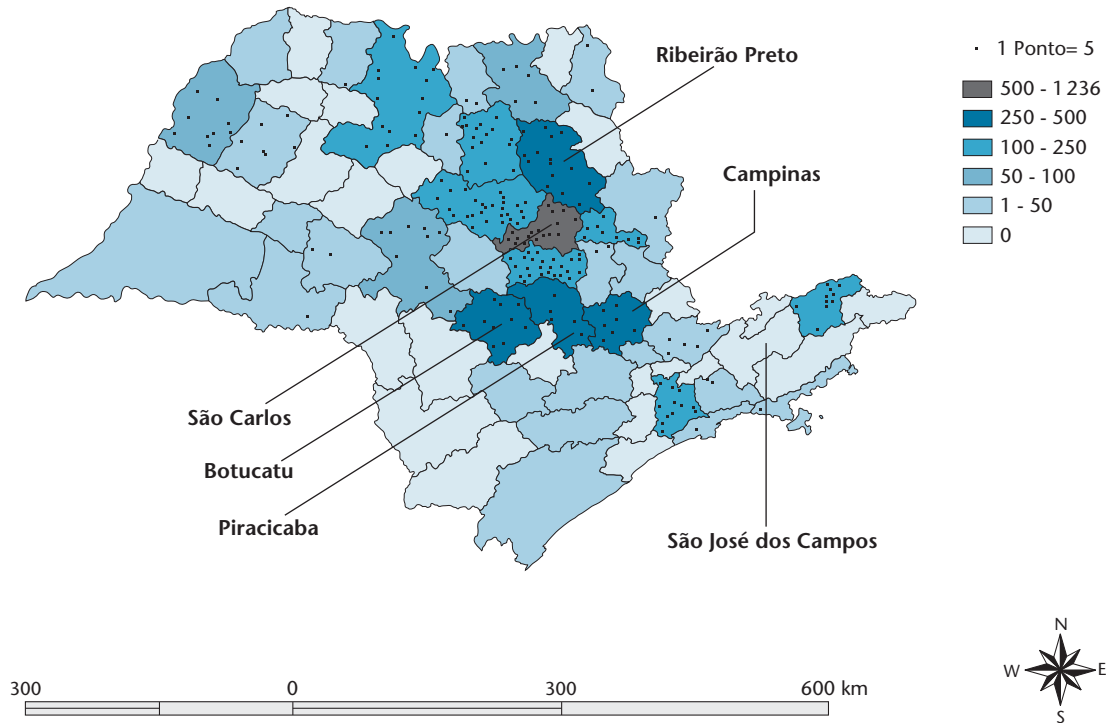 Ribeirão Preto
Campinas
São Carlos
Botucatu
Piracicaba
São José dos Campos
1 Ponto= 5
500 - 1 236
250 - 500
100 - 250
50 - 100
1 - 50
0
300 0 300 600 km
N
W E
S